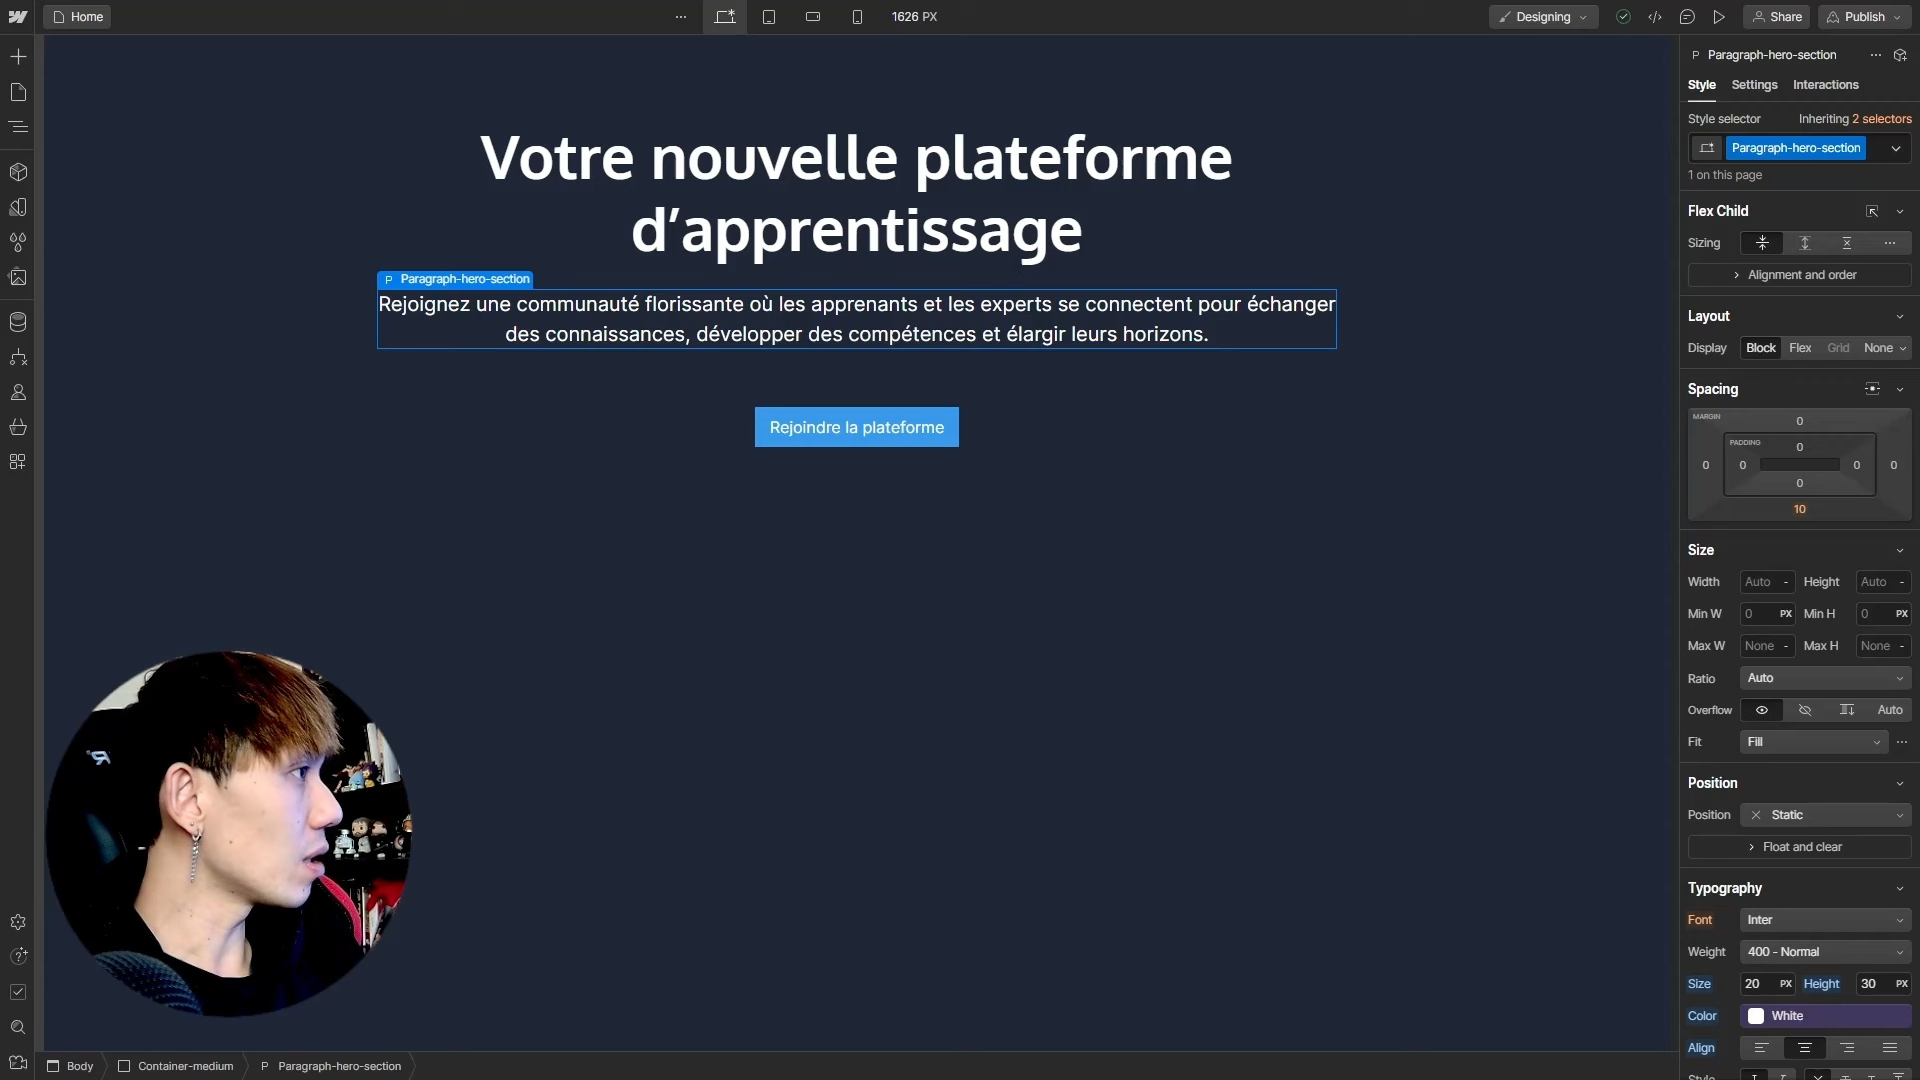 Home
1626 PX
Designing
Share
Publish
Paragraph-hero-section
Style Settings Interactions
Style selector Inheriting 2 selectors
Paragraph-hero-section
1 on this page
Flex Child
Sizing
Alignment and order
Layout
Display Block Flex Grid None
Spacing
MARGIN
0
PADDING
0
0 0 0 0
0
10
Size
Width Auto - Height Auto -
Min W 0 PX Min H 0 PX
Max W None - Max H None -
Ratio Auto
Overflow Auto
Fit Fill
Position
Position Static
Float and clear
Typography
Font Inter
Weight 400 - Normal
Size 20 PX Height 30 PX
Color White
Align
Style
Votre nouvelle plateforme
d’apprentissage
Paragraph-hero-section
Rejoignez une communauté florissante où les apprenants et les experts se connectent pour échanger
des connaissances, développer des compétences et élargir leurs horizons.
Rejoindre la plateforme
Body Container-medium Paragraph-hero-section